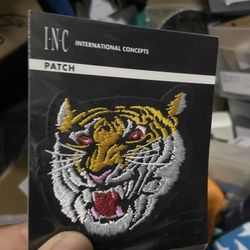 I·N·C INTERNATIONAL CONCEPTS
PATCH